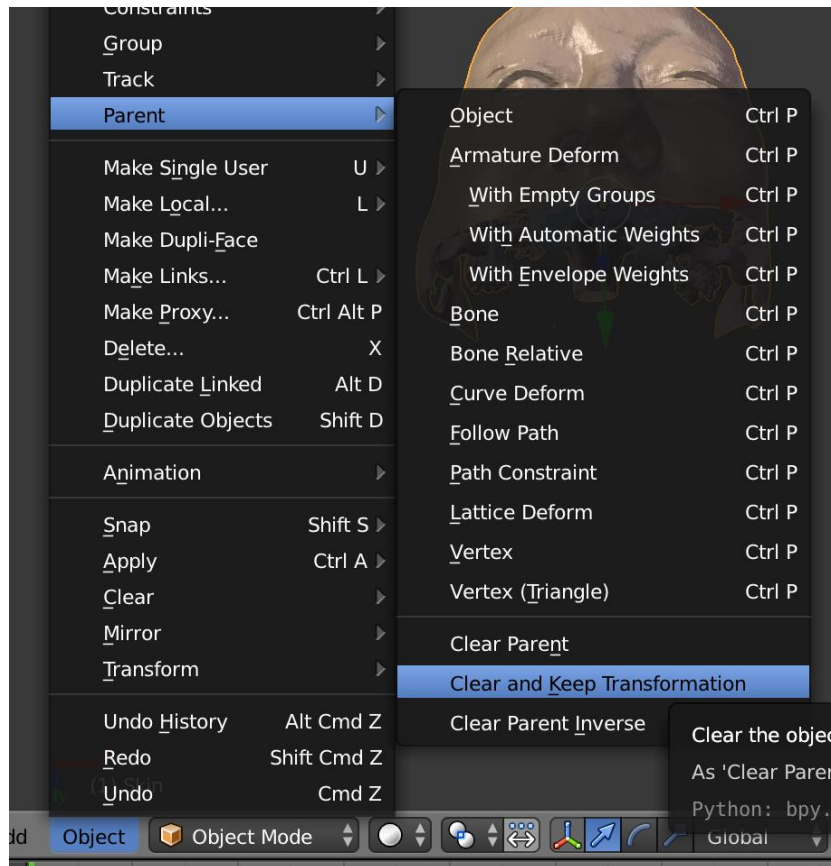 Constraints
Group
Track
Parent
Make Single User U
Make Local... L
Make Dupli-Face
Make Links... Ctrl L
Make Proxy... Ctrl Alt P
Delete... X
Duplicate Linked Alt D
Duplicate Objects Shift D
Animation
Snap Shift S
Apply Ctrl A
Clear
Mirror
Transform
Undo History Alt Cmd Z
Redo Shift Cmd Z
Undo Cmd Z
(1) Skin
Object Ctrl P
Armature Deform Ctrl P
With Empty Groups Ctrl P
With Automatic Weights Ctrl P
With Envelope Weights Ctrl P
Bone Ctrl P
Bone Relative Ctrl P
Curve Deform Ctrl P
Follow Path Ctrl P
Path Constraint Ctrl P
Lattice Deform Ctrl P
Vertex Ctrl P
Vertex (Triangle) Ctrl P
Clear Parent
Clear and Keep Transformation
Clear Parent Inverse
Clear the objec
As 'Clear Paren
Python: bpy.
dd Object Object Mode Global